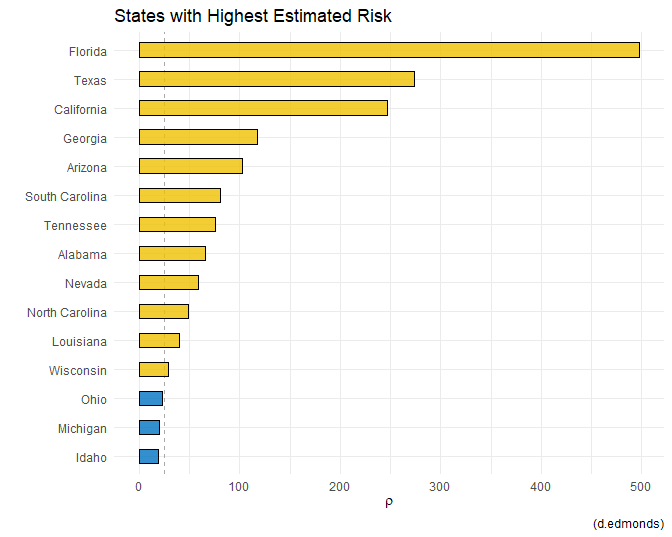 States with Highest Estimated Risk
Florida
Texas
California
Georgia
Arizona
South Carolina
Tennessee
Alabama
Nevada
North Carolina
Louisiana
Wisconsin
Ohio
Michigan
Idaho
0 100 200 300 400 500
ρ
(d.edmonds)